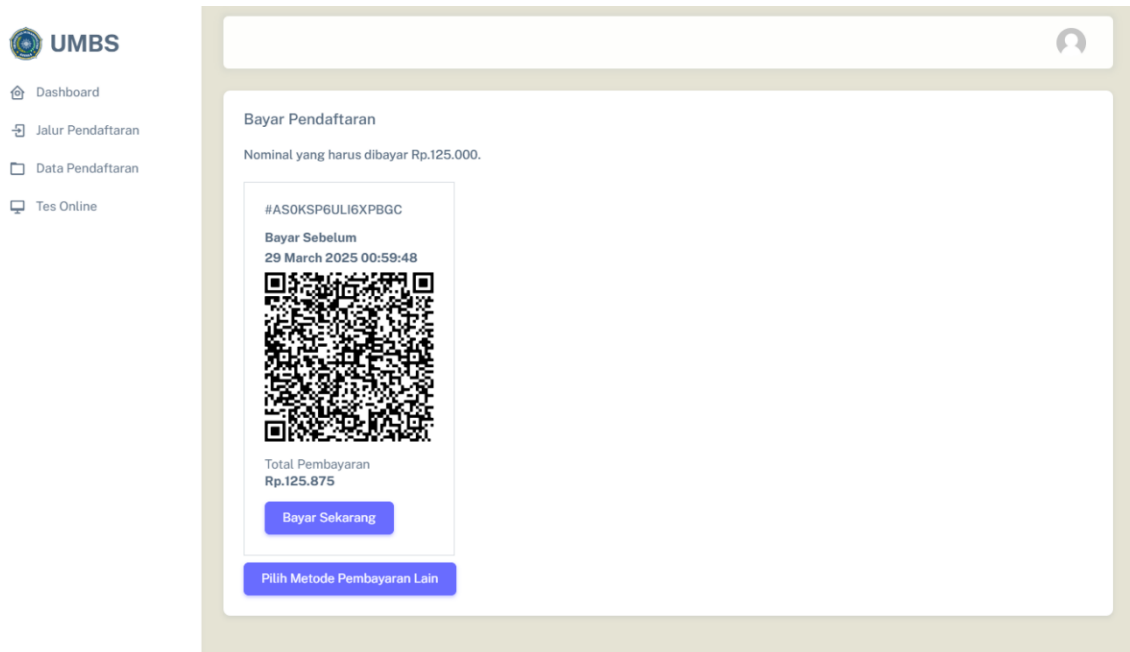 UMBS
Dashboard
Jalur Pendaftaran
Data Pendaftaran
Tes Online
Bayar Pendaftaran
Nominal yang harus dibayar Rp.125.000.
#AS0KSP6ULI6XPBGC
Bayar Sebelum
29 March 2025 00:59:48
Total Pembayaran
Rp.125.875
Bayar Sekarang
Pilih Metode Pembayaran Lain